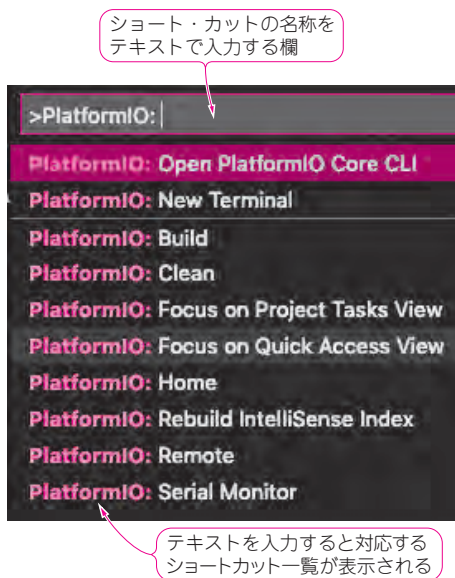 ショート・カットの名称を
テキストで入力する欄
>PlatformIO:
PlatformIO: Open PlatformIO Core CLI
PlatformIO: New Terminal
PlatformIO: Build
PlatformIO: Clean
PlatformIO: Focus on Project Tasks View
PlatformIO: Focus on Quick Access View
PlatformIO: Home
PlatformIO: Rebuild IntelliSense Index
PlatformIO: Remote
PlatformIO: Serial Monitor
テキストを入力すると対応する
ショートカット一覧が表示される